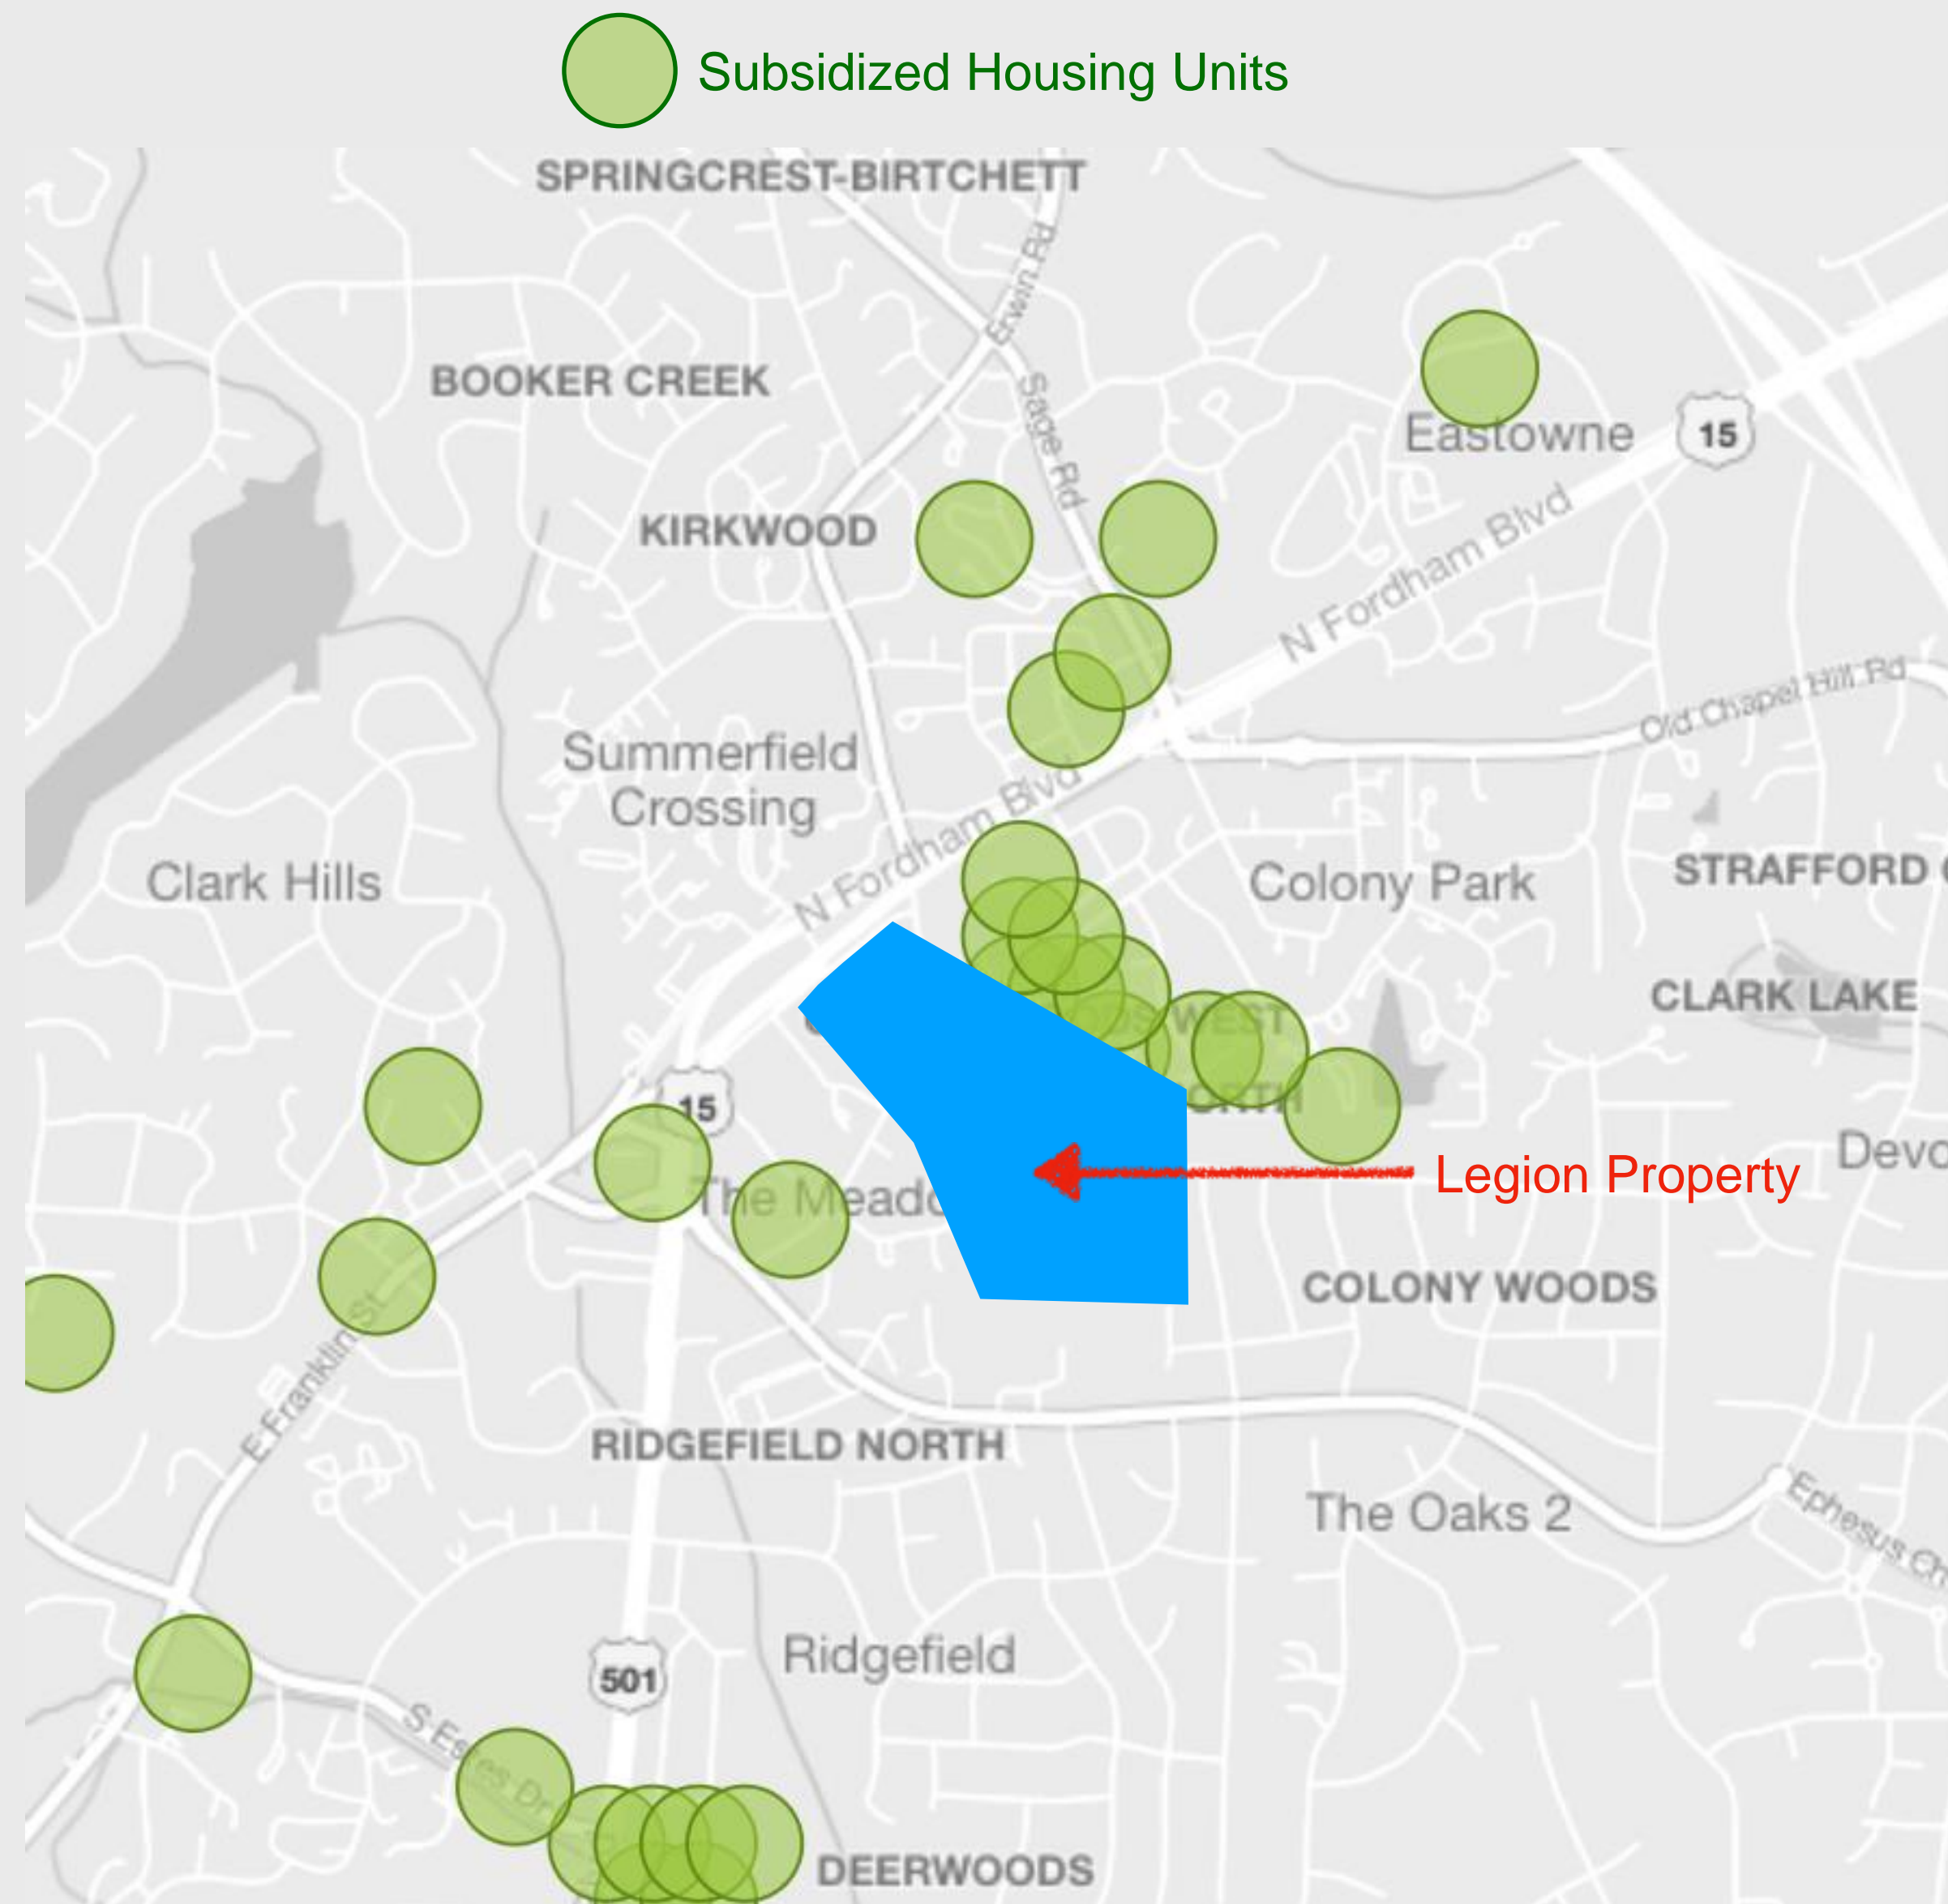 Subsidized Housing Units
SPRINGCREST-BIRTCHETT
Erwin Rd
BOOKER CREEK
Sage Rd
Eastowne
15
KIRKWOOD
N Fordham Blvd
Old Chapel Hill Rd
Summerfield
Crossing
N Fordham Blvd
Clark Hills
Colony Park
STRAFFORD
CLARK LAKE
WEST
15
The
Legion Property
COLONY WOODS
E Franklin St
RIDGEFIELD NORTH
The Oaks 2
Ephesus Ch
Ridgefield
501
S Estes Dr
DEERWOODS